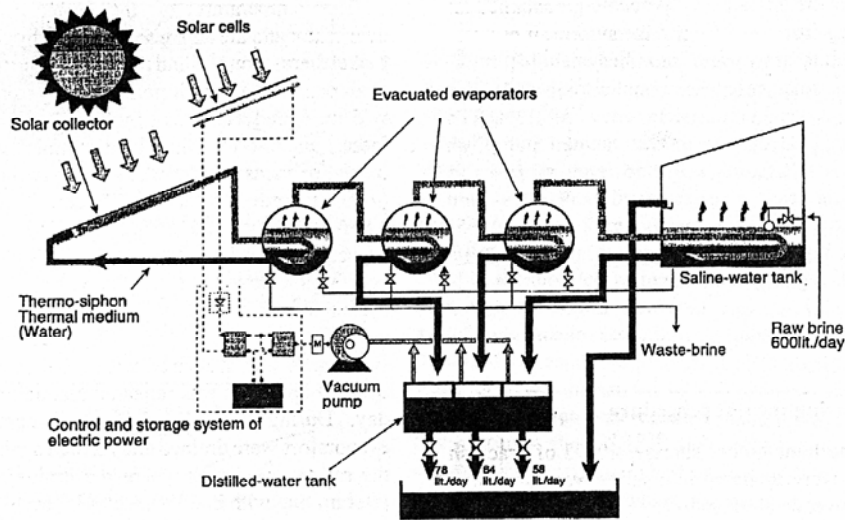 Solar cells
Evacuated evaporators
Solar collector
Saline-water tank
Thermo-siphon
Thermal medium
(Water)
Raw brine
600lit./day
Waste-brine
M
Vacuum
pump
Control and storage system of
electric power
Distilled-water tank
78
lit./day
64
lit./day
58
lit./day